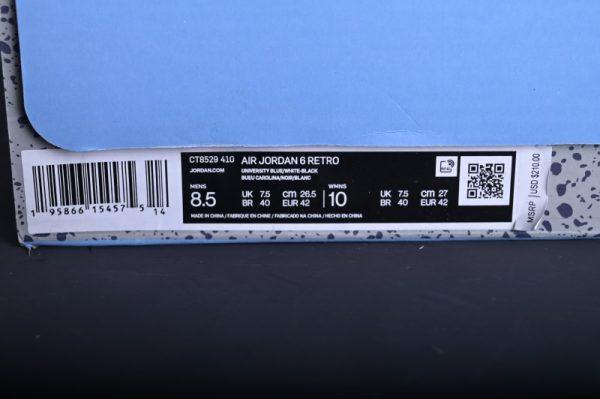 CT8529 410 AIR JORDAN 6 RETRO
JORDAN.COM UNIVERSITY BLUE/WHITE-BLACK
BUEU CAROLINA/NOIR/BLANC
MENS
8.5
UK 7.5 cm 26.5
BR 40 EUR 42
WMNS
10
UK 7.5 cm 27
BR 40 EUR 42
MADE IN CHINA / FABRIQUE EN CHINE / FABRICADO NA CHINA / HECHO EN CHINA
1 95866 15457 5 14
MSRP USD $210.00